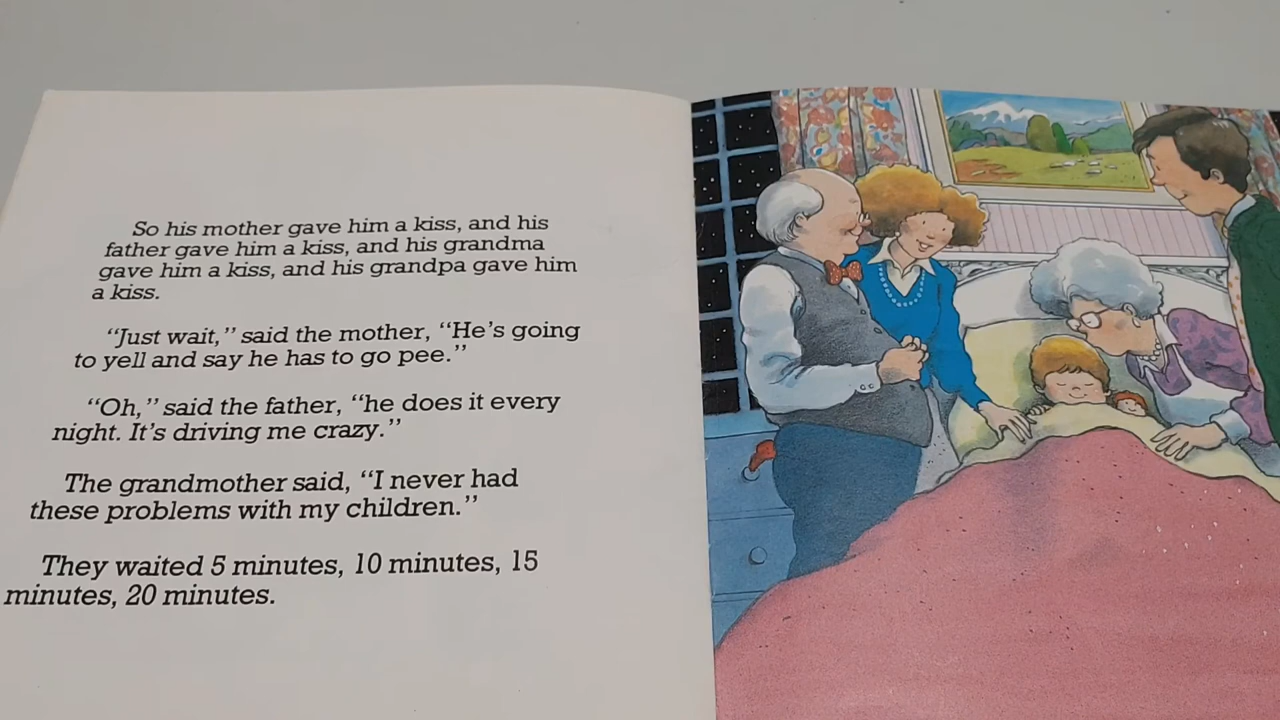 So his mother gave him a kiss, and his
father gave him a kiss, and his grandma
gave him a kiss, and his grandpa gave him
a kiss.
“Just wait,” said the mother, “He’s going
to yell and say he has to go pee.”
“Oh,” said the father, “he does it every
night. It’s driving me crazy.”
The grandmother said, “I never had
these problems with my children.”
They waited 5 minutes, 10 minutes, 15
minutes, 20 minutes.